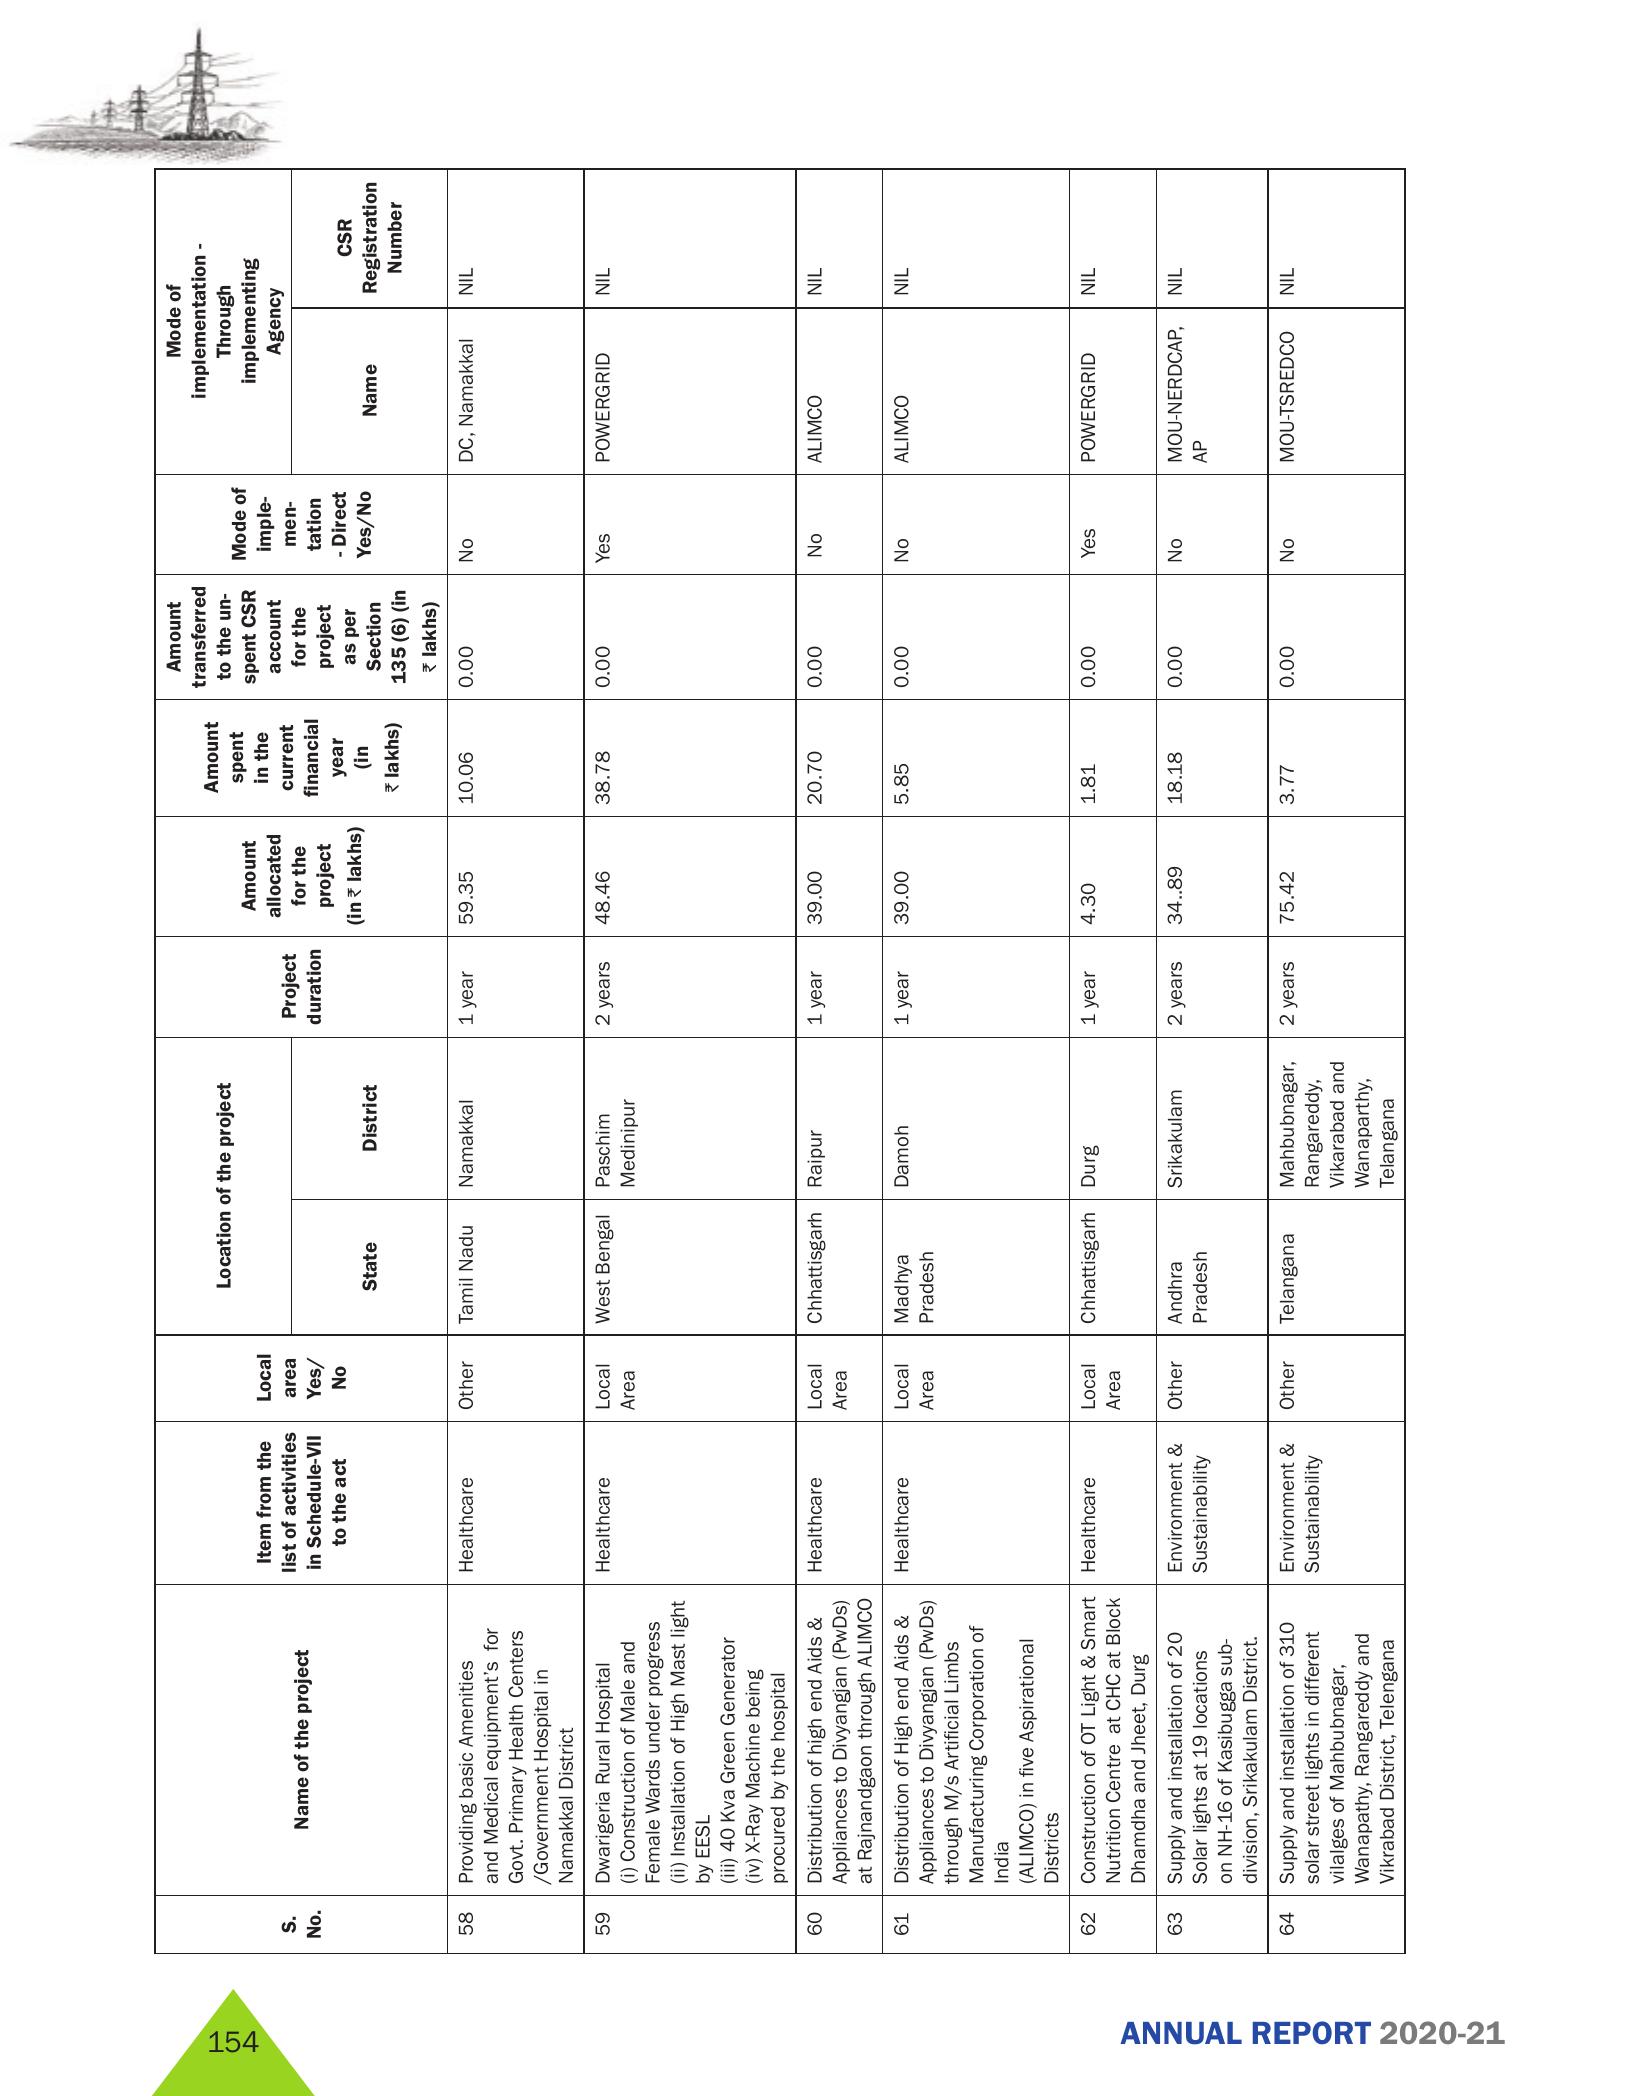 S.
No.
Name of the project
Item from the
list of activities
in Schedule-VII
to the act
Local
area
Yes/
No
Location of the project
State
District
Project
duration
Amount
allocated
for the
project
(in ₹ lakhs)
Amount
spent
in the
current
financial
year
(in
₹ lakhs)
Amount
transferred
to the un-
spent CSR
account
for the
project
as per
Section
135 (6) (in
₹ lakhs)
Mode of
imple-
men-
tation
- Direct
Yes/No
Mode of
implementation -
Through
implementing
Agency
Name
CSR
Registration
Number
58
Providing basic Amenities
and Medical equipment's for
Govt. Primary Health Centers
/Government Hospital in
Namakkal District
Healthcare
Other
Tamil Nadu
Namakkal
1 year
59.35
10.06
0.00
No
DC, Namakkal
NIL
59
Dwarigeria Rural Hospital
(i) Construction of Male and
Female Wards under progress
(ii) Installation of High Mast light
by EESL
(iii) 40 Kva Green Generator
(iv) X-Ray Machine being
procured by the hospital
Healthcare
Local
Area
West Bengal
Paschim
Medinipur
2 years
48.46
38.78
0.00
Yes
POWERGRID
NIL
60
Distribution of high end Aids &
Appliances to Divyangjan (PwDs)
at Rajnandgaon through ALIMCO
Healthcare
Local
Area
Chhattisgarh
Raipur
1 year
39.00
20.70
0.00
No
ALIMCO
NIL
61
Distribution of High end Aids &
Appliances to Divyangjan (PwDs)
through M/s Artificial Limbs
Manufacturing Corporation of
India
(ALIMCO) in five Aspirational
Districts
Healthcare
Local
Area
Madhya
Pradesh
Damoh
1 year
39.00
5.85
0.00
No
ALIMCO
NIL
62
Construction of OT Light & Smart
Nutrition Centre at CHC at Block
Dhamdha and Jheet, Durg
Healthcare
Local
Area
Chhattisgarh
Durg
1 year
4.30
1.81
0.00
Yes
POWERGRID
NIL
63
Supply and installation of 20
Solar lights at 19 locations
on NH-16 of Kasibugga sub-
division, Srikakulam District.
Environment &
Sustainability
Other
Andhra
Pradesh
Srikakulam
2 years
34..89
18.18
0.00
No
MOU-NERDCAP,
AP
NIL
64
Supply and installation of 310
solar street lights in different
vilalges of Mahbubnagar,
Wanapathy, Rangareddy and
Vikrabad District, Telengana
Environment &
Sustainability
Other
Telangana
Mahbubnagar,
Rangareddy,
Vikarabad and
Wanaparthy,
Telangana
2 years
75.42
3.77
0.00
No
MOU-TSREDCO
NIL
154
ANNUAL REPORT 2020-21